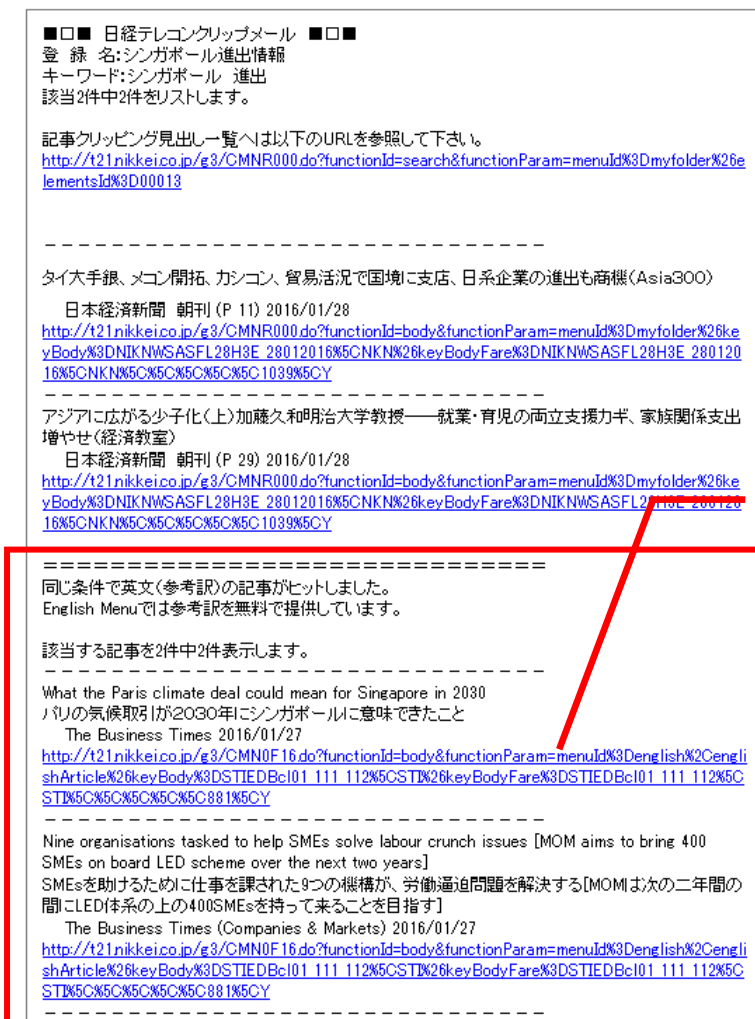 ■□■ 日経テレコンクリップメール ■□■
登 録 名:シンガポール進出情報
キーワード:シンガポール 進出
該当2件中2件をリストします。
記事クリッピング見出し一覧へは以下のURLを参照して下さい。
http://t21.nikkei.co.jp/g3/CMNR000.do?functionId=search&functionParam=menuId%3Dmyfolder%26e
lementsId%3D00013
－－－－－－－－－－－－－－－－－－－－－－－－－－－－－－
タイ大手銀、メコン開拓、カシコン、貿易活況で国境に支店、日系企業の進出も商機(Asia300)
日本経済新聞 朝刊 (P 11) 2016/01/28
http://t21.nikkei.co.jp/g3/CMNR000.do?functionId=body&functionParam=menuId%3Dmyfolder%26ke
yBody%3DNIKNWSASFL28H3E 28012016%5CNKN%26keyBodyFare%3DNIKNWSASFL28H3E 280120
16%5CNKN%5C%5C%5C%5C%5C1039%5CY
－－－－－－－－－－－－－－－－－－－－－－－－－－－－－－
アジアに広がる少子化(上)加藤久和明治大学教授――就業・育児の両立支援カギ、家族関係支出
増やせ(経済教室)
日本経済新聞 朝刊 (P 29) 2016/01/28
http://t21.nikkei.co.jp/g3/CMNR000.do?functionId=body&functionParam=menuId%3Dmyfolder%26ke
yBody%3DNIKNWSASFL28H3E 28012016%5CNKN%26keyBodyFare%3DNIKNWSASFL28H3E 280120
16%5CNKN%5C%5C%5C%5C%5C1039%5CY
==============================
同じ条件で英文(参考訳)の記事がヒットしました。
English Menuでは参考訳を無料で提供しています。
該当する記事を2件中2件表示します。
－－－－－－－－－－－－－－－－－－－－－－－－－－－－－－
What the Paris climate deal could mean for Singapore in 2030
パリの気候取引が2030年にシンガポールに意味できたこと
The Business Times 2016/01/27
http://t21.nikkei.co.jp/g3/CMN0F16.do?functionId=body&functionParam=menuId%3Denglish%2Cengli
shArticle%26keyBody%3DSTIEDBcI01 111 112%5CSTI%26keyBodyFare%3DSTIEDBcI01 111 112%5C
STI%5C%5C%5C%5C%5C881%5CY
－－－－－－－－－－－－－－－－－－－－－－－－－－－－－－
Nine organisations tasked to help SMEs solve labour crunch issues [MOM aims to bring 400
SMEs on board LED scheme over the next two years]
SMEsを助けるために仕事を課された9つの機構が、労働逼迫問題を解決する[MOMは次の二年間の
間にLED体系の上の400SMEsを持って来ることを目指す]
The Business Times (Companies & Markets) 2016/01/27
http://t21.nikkei.co.jp/g3/CMN0F16.do?functionId=body&functionParam=menuId%3Denglish%2Cengli
shArticle%26keyBody%3DSTIEDBcI01 111 112%5CSTI%26keyBodyFare%3DSTIEDBcI01 111 112%5C
STI%5C%5C%5C%5C%5C881%5CY
－－－－－－－－－－－－－－－－－－－－－－－－－－－－－－